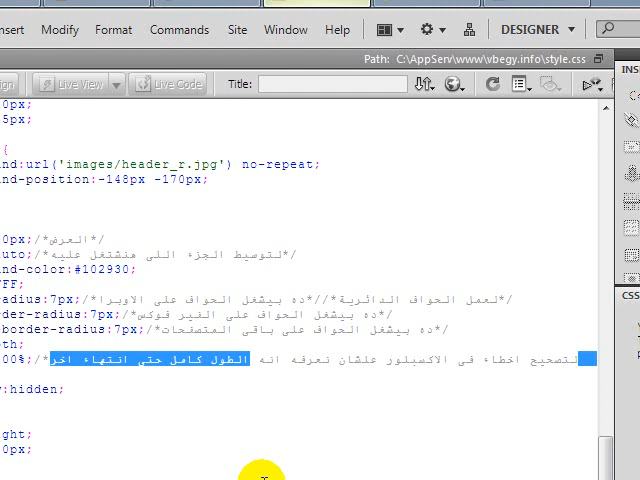 nsert Modify Format Commands Site Window Help DESIGNER
Path: C:\AppServ\www\vbegy.info\style.css
ign Live View Live Code Title:
INS
0px;
5px;
{
nd:url('images/header_r.jpg') no-repeat;
nd-position:-148px -170px;
0px;/*العرض*/
uto;/*لتوسيط الجزء اللى هنشتغل عليه*/
nd-color:#102930;
FFF;
radius:7px;/*ده بيشغل الحواف على الاوبرا*//*لعمل الحواف الدائرية*/
der-radius:7px;/*ده بيشغل الحواف على الفير فوكس*/
border-radius:7px;/*ده بيشغل الحواف على باقى المتصفحات*/
oth;
00%;/*لتصحيح اخطاء فى الاكسبلور علشان نعرفه انه الطول كامل حتى انتهاء اخر
y:hidden;
ght;
0px;
CSS